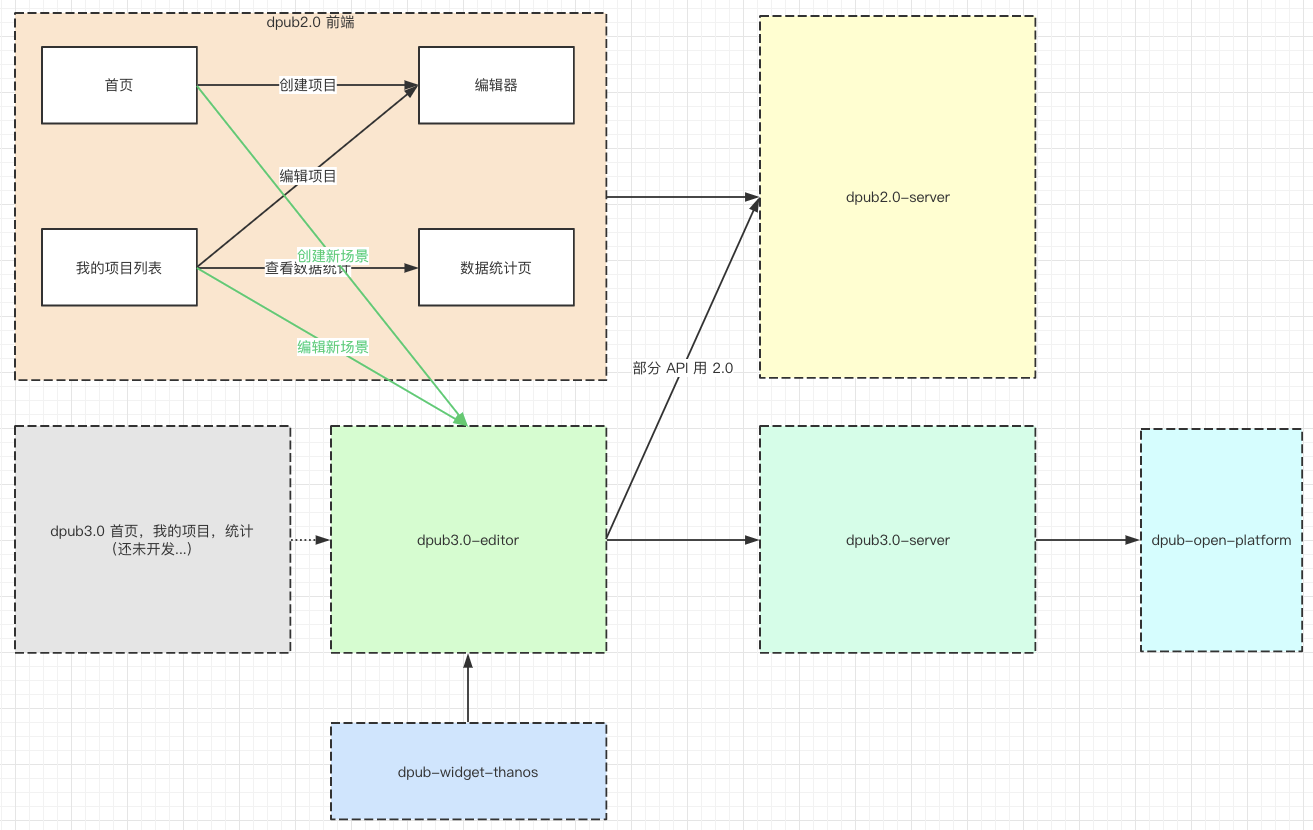 dpub2.0 前端
首页
创建项目
编辑器
编辑项目
dpub2.0-server
创建新场景
我的项目列表
查看数据统计
数据统计页
编辑新场景
部分 API 用 2.0
dpub3.0 首页，我的项目，统计
（还未开发...）
dpub3.0-editor
dpub3.0-server
dpub-open-platform
dpub-widget-thanos